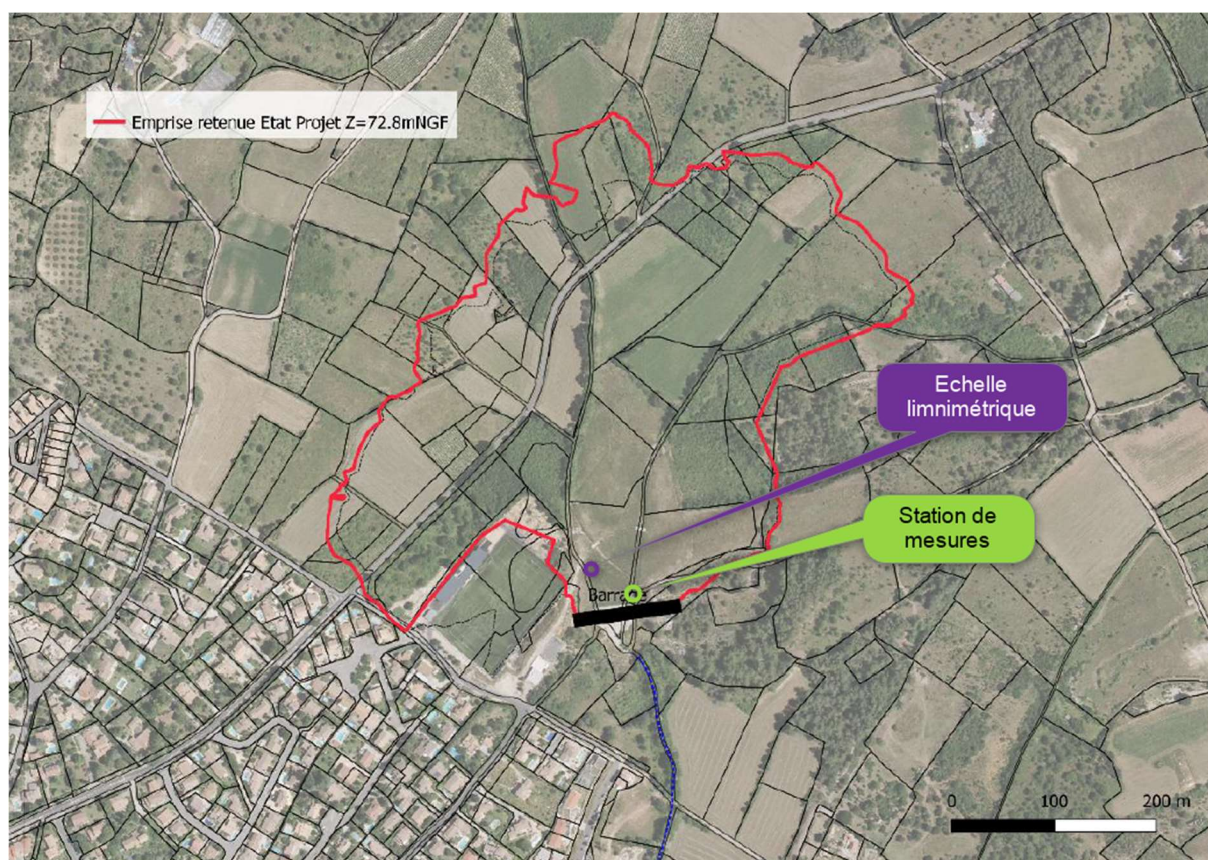 Emprise retenue Etat Projet Z=72.8mNGF
Echelle
limnimétrique
Station de
mesures
0 100 200 m